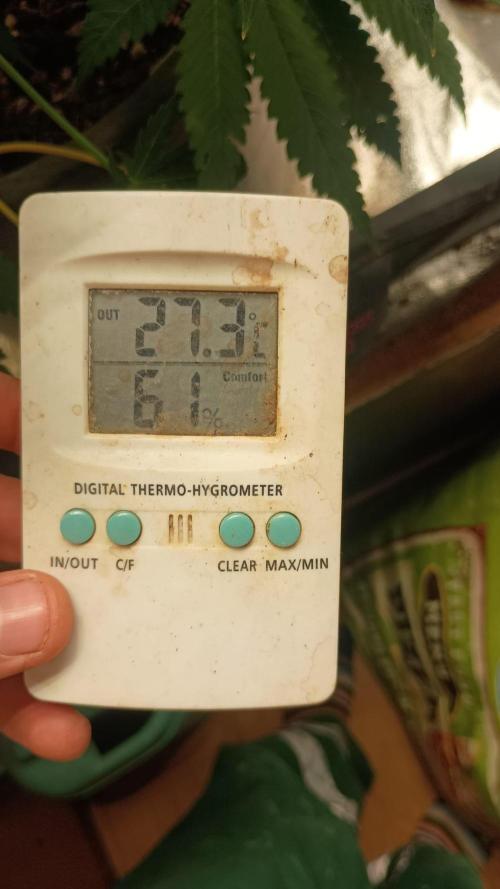 OUT 27.3°C
61% Comfort
DIGITAL THERMO-HYGROMETER
IN/OUT C/F CLEAR MAX/MIN